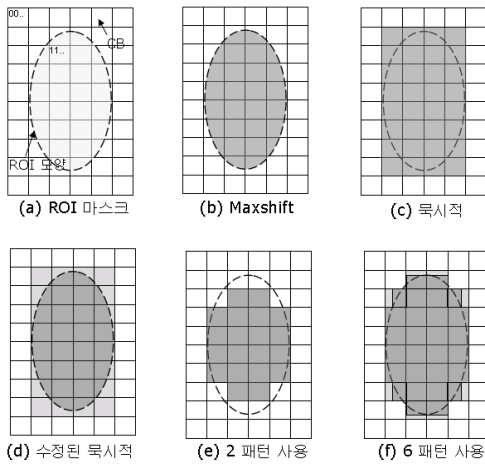 00..
CB
11..
ROI 모양
(a) ROI 마스크
(b) Maxshift
(c) 묵시적
(d) 수정된 묵시적
(e) 2 패턴 사용
(f) 6 패턴 사용